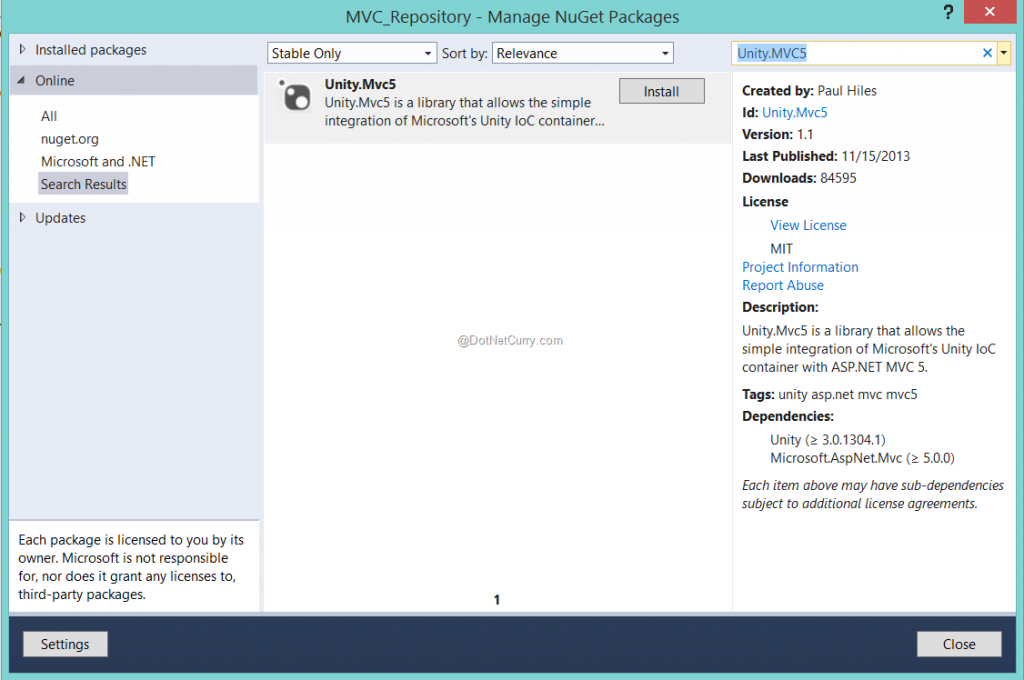 MVC_Repository - Manage NuGet Packages
?
Installed packages
Online
All
nuget.org
Microsoft and .NET
Search Results
Updates
Each package is licensed to you by its
owner. Microsoft is not responsible
for, nor does it grant any licenses to,
third-party packages.
Stable Only
Sort by: Relevance
Unity.Mvc5
Install
Unity.Mvc5 is a library that allows the simple
integration of Microsoft's Unity IoC container...
@DotNetCurry.com
1
Unity.MVC5
Created by: Paul Hiles
Id: Unity.Mvc5
Version: 1.1
Last Published: 11/15/2013
Downloads: 84595
License
View License
MIT
Project Information
Report Abuse
Description:
Unity.Mvc5 is a library that allows the
simple integration of Microsoft's Unity IoC
container with ASP.NET MVC 5.
Tags: unity asp.net mvc mvc5
Dependencies:
Unity (≥ 3.0.1304.1)
Microsoft.AspNet.Mvc (≥ 5.0.0)
Each item above may have sub-dependencies
subject to additional license agreements.
Settings
Close